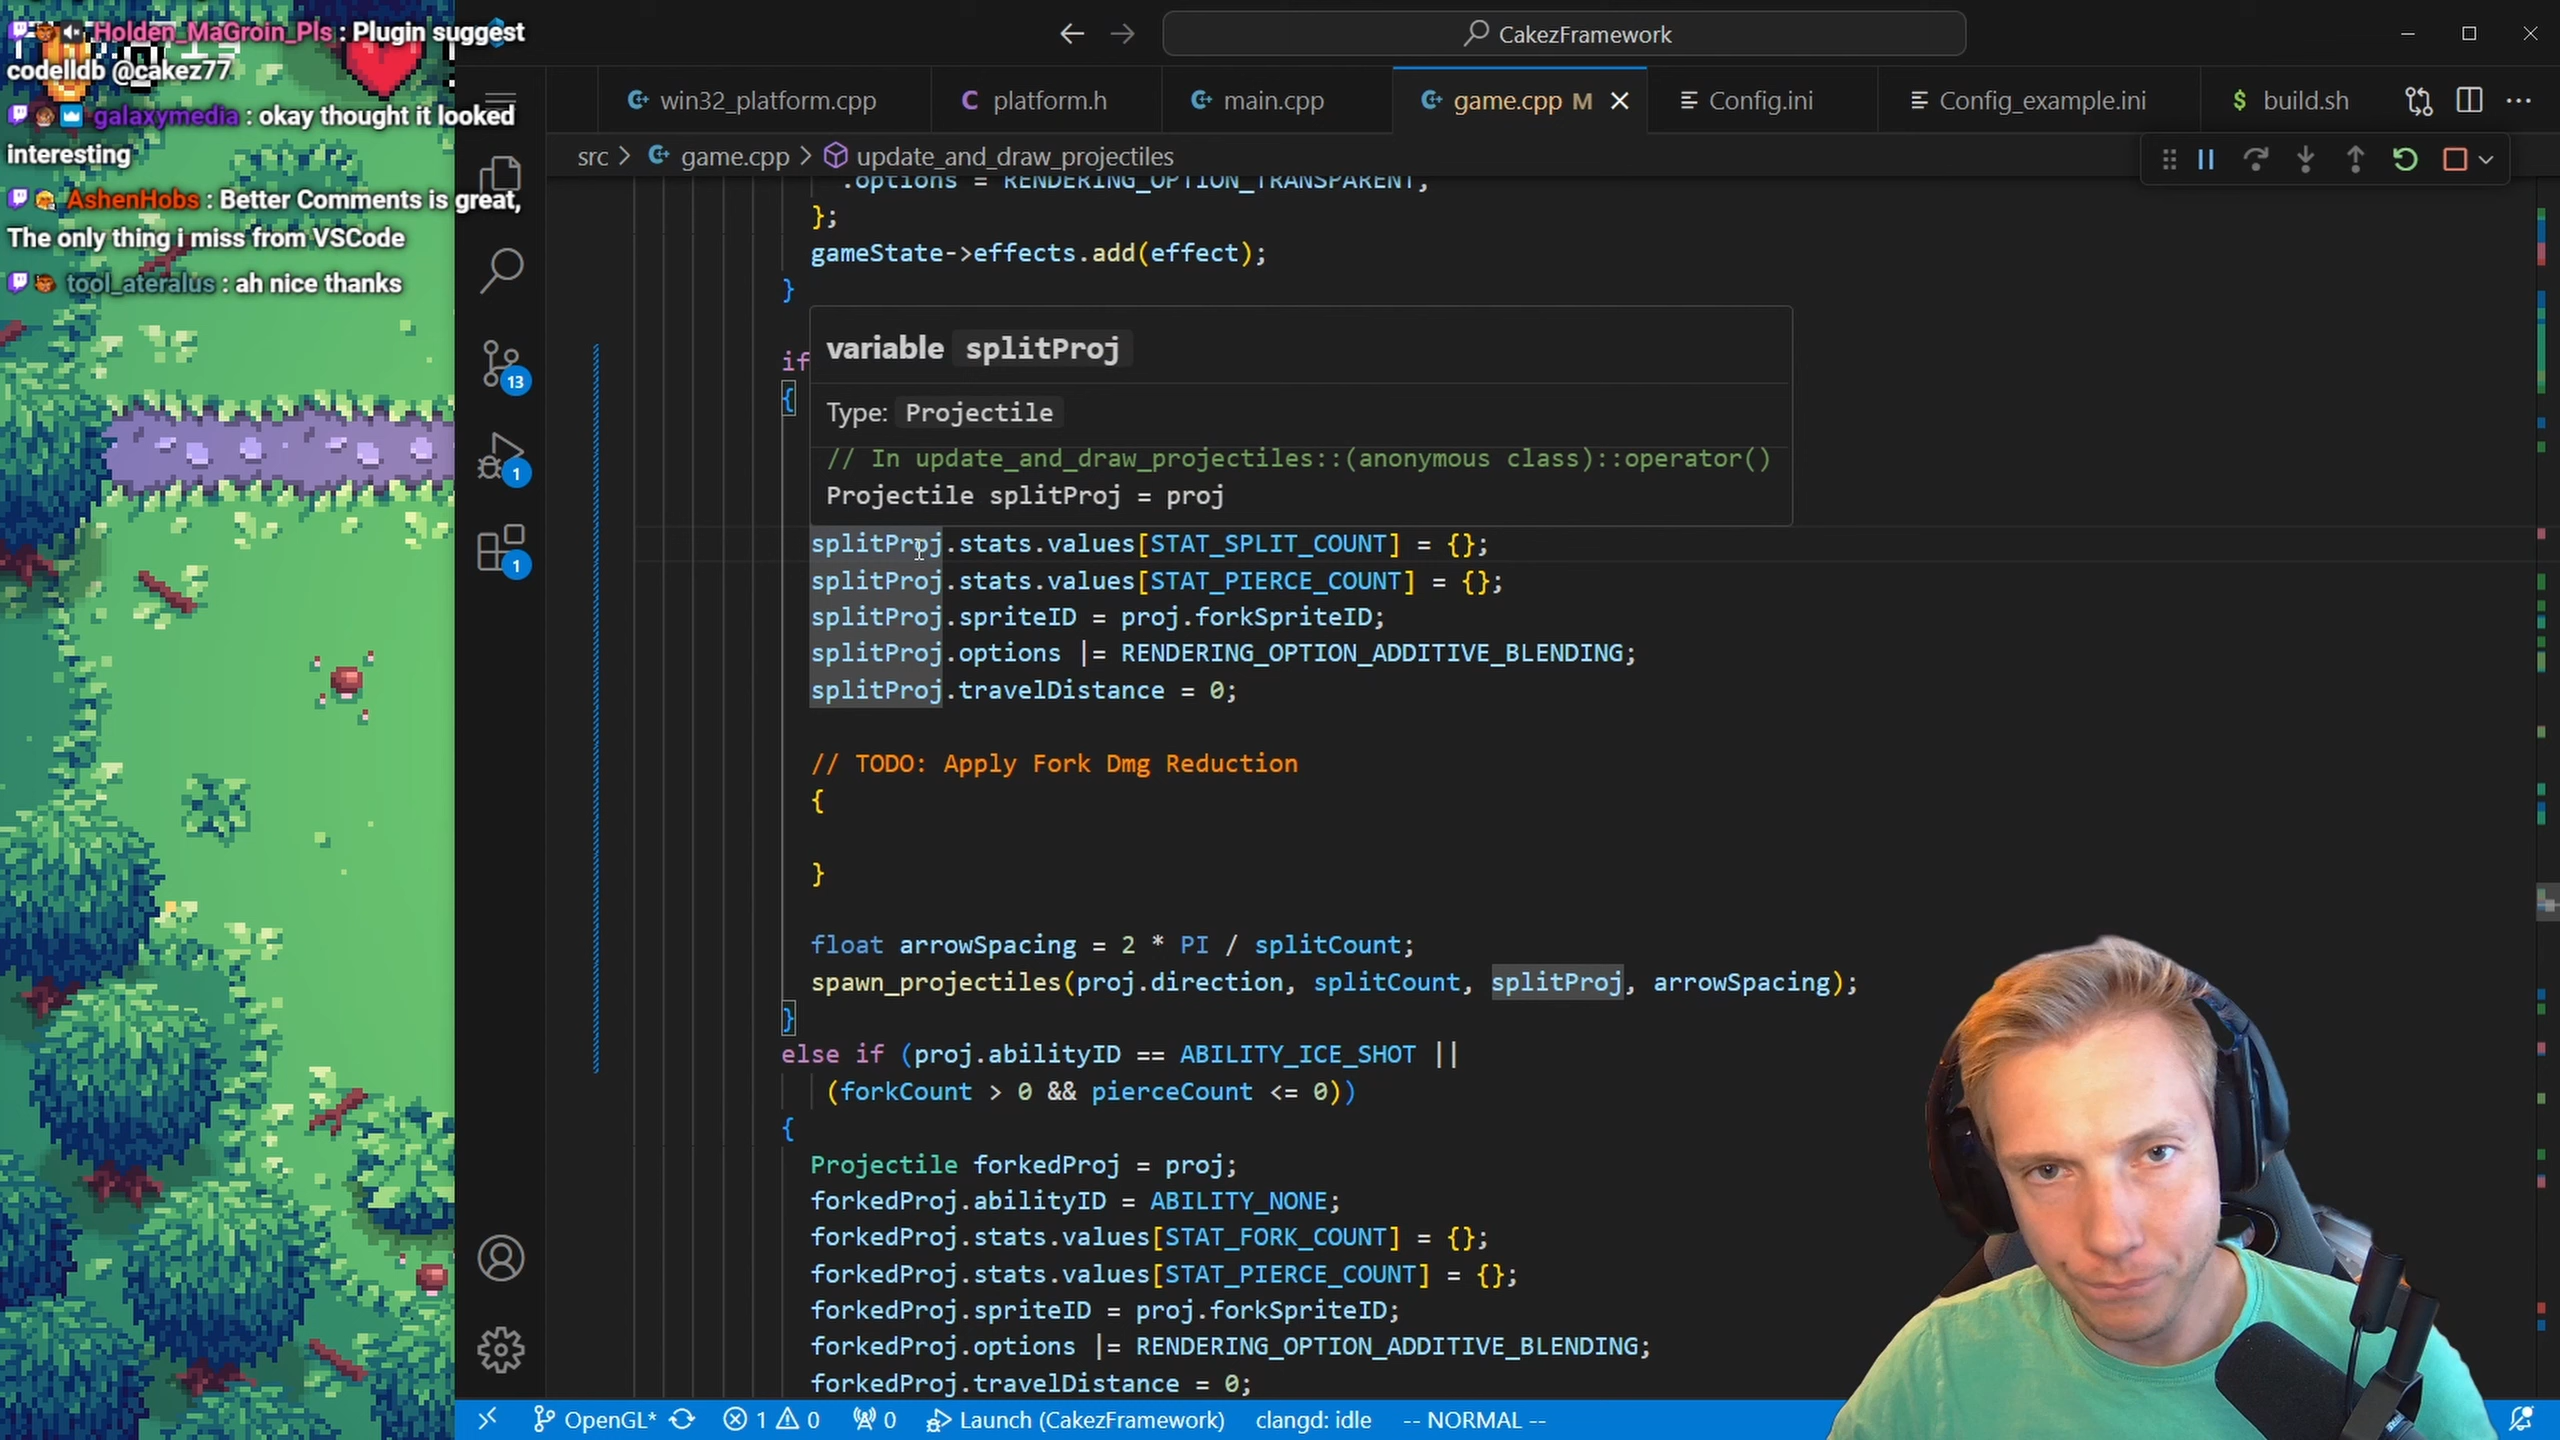 Holden_MaGroin_Pls : Plugin suggest
codelldb @cakez77
galaxymedia : okay thought it looked
interesting
AshenHobs : Better Comments is great,
The only thing i miss from VSCode
tool_ateralus : ah nice thanks
CakezFramework
win32_platform.cpp
platform.h
main.cpp
game.cpp M
Config.ini
Config_example.ini
build.sh
src > game.cpp > update_and_draw_projectiles
.options = RENDERING_OPTION_TRANSPARENT,
};
gameState->effects.add(effect);
}
if
{
variable splitProj
Type: Projectile
// In update_and_draw_projectiles::(anonymous class)::operator()
Projectile splitProj = proj
splitProj.stats.values[STAT_SPLIT_COUNT] = {};
splitProj.stats.values[STAT_PIERCE_COUNT] = {};
splitProj.spriteID = proj.forkSpriteID;
splitProj.options |= RENDERING_OPTION_ADDITIVE_BLENDING;
splitProj.travelDistance = 0;
// TODO: Apply Fork Dmg Reduction
{
}
float arrowSpacing = 2 * PI / splitCount;
spawn_projectiles(proj.direction, splitCount, splitProj, arrowSpacing);
}
else if (proj.abilityID == ABILITY_ICE_SHOT ||
(forkCount > 0 && pierceCount <= 0))
{
Projectile forkedProj = proj;
forkedProj.abilityID = ABILITY_NONE;
forkedProj.stats.values[STAT_FORK_COUNT] = {};
forkedProj.stats.values[STAT_PIERCE_COUNT] = {};
forkedProj.spriteID = proj.forkSpriteID;
forkedProj.options |= RENDERING_OPTION_ADDITIVE_BLENDING;
forkedProj.travelDistance = 0;
13
1
1
OpenGL* 1 0 0 Launch (CakezFramework) clangd: idle -- NORMAL --